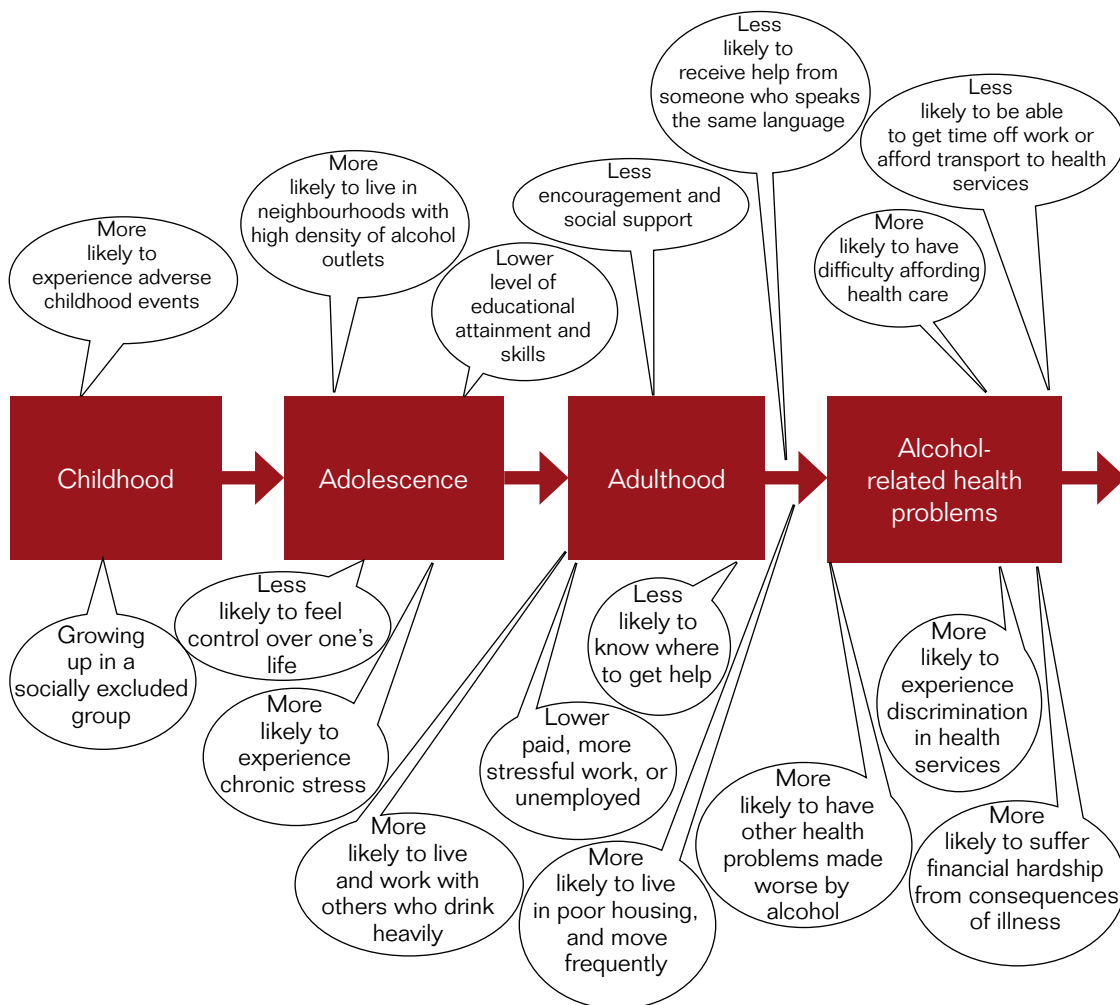 Less
likely to
receive help from
someone who speaks
the same language
Less
likely to be able
to get time off work or
afford transport to health
services
More
likely to live in
neighbourhoods with
high density of alcohol
outlets
Less
encouragement and
social support
More
likely to
experience adverse
childhood events
Lower
level of
educational
attainment and
skills
More
likely to have
difficulty affording
health care
Childhood
Adolescence
Adulthood
Alcohol-
related health
problems
Growing
up in a
socially excluded
group
Less
likely to feel
control over one's
life
More
likely to
experience
chronic stress
More
likely to live
and work with
others who drink
heavily
Lower
paid, more
stressful work, or
unemployed
Less
likely to
know where
to get help
More
likely to live
in poor housing,
and move
frequently
More
likely to have
other health
problems made
worse by
alcohol
More
likely to
experience
discrimination
in health
services
More
likely to suffer
financial hardship
from consequences
of illness